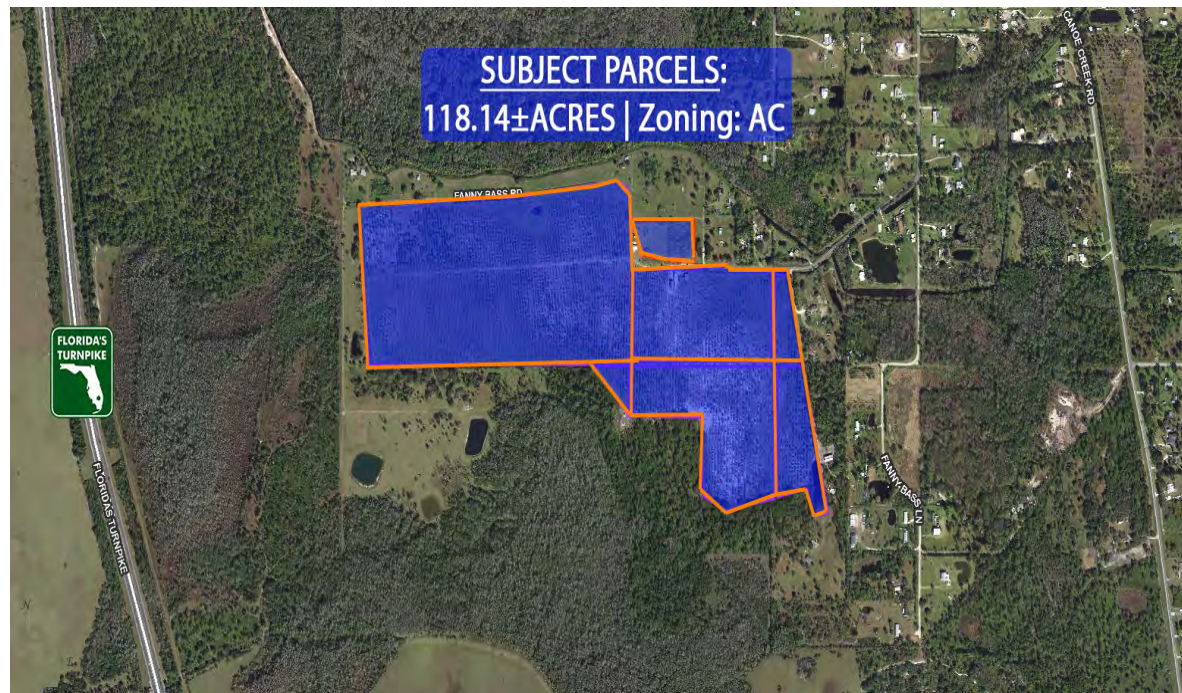 SUBJECT PARCELS:
118.14±ACRES | Zoning: AC
CANOE CREEK RD
FANNY BASS RD
FLORIDA'S
TURNPIKE
FLORIDAS TURNPIKE
FANNY BASS LN